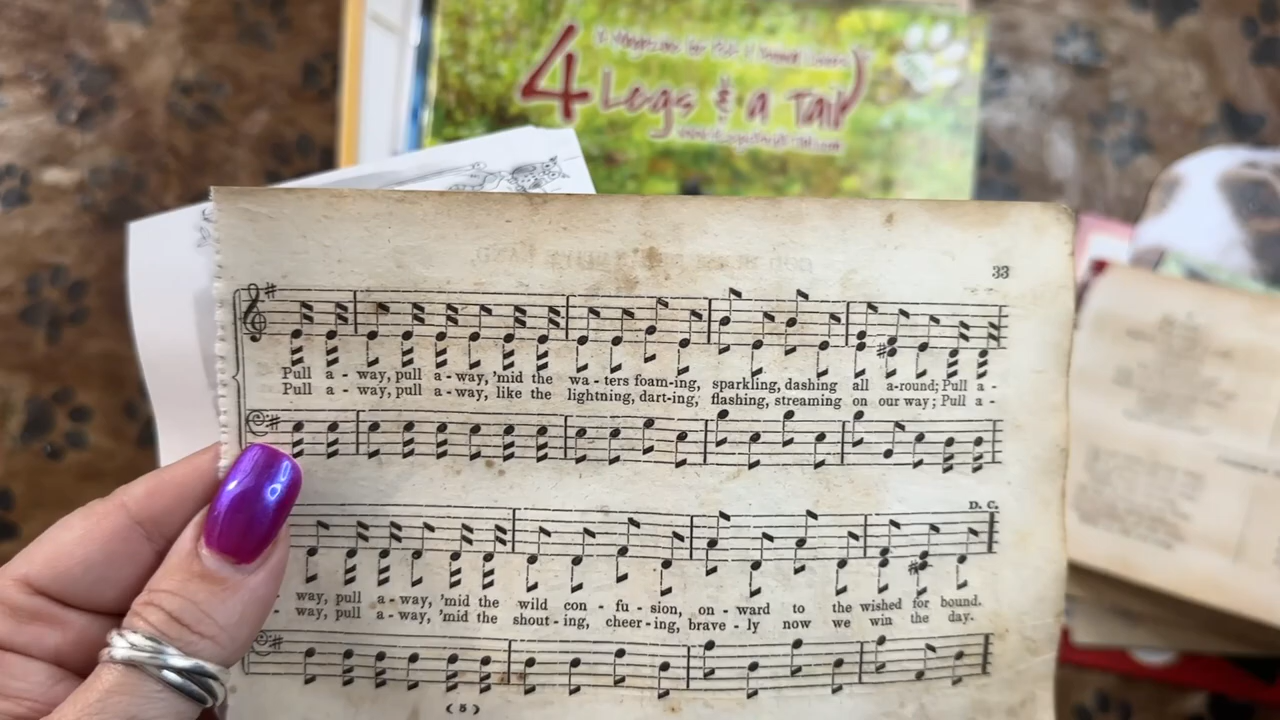 4 Legs & a Tail
33
Pull a - way, pull a - way, 'mid the wa - ters foam-ing, sparkling, dashing all a-round; Pull a -
Pull a - way, pull a - way, like the lightning, dart-ing, flashing, streaming on our way; Pull a -
D. C.
way, pull a - way, 'mid the wild con - fu - sion, on - ward to the wished for bound.
way, pull a - way, 'mid the shout - ing, cheer - ing, brave - ly now we win the day.
( 5 )